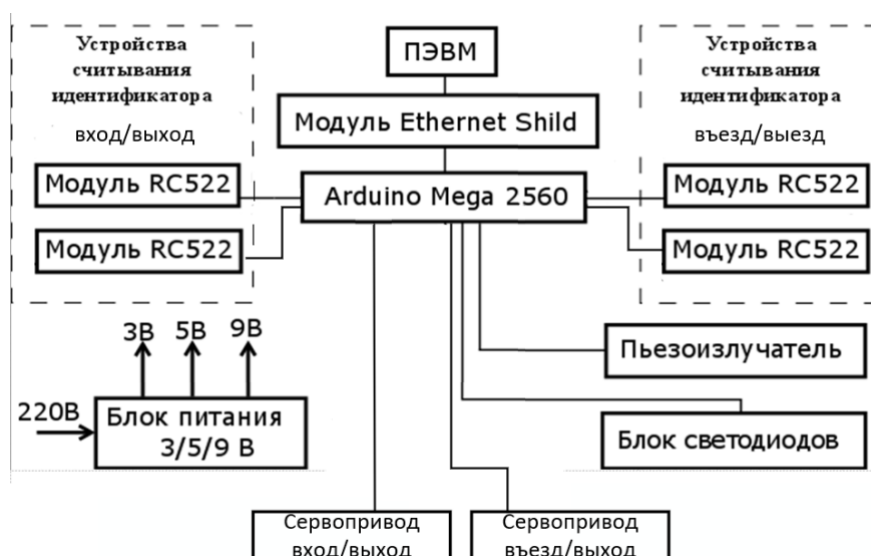 Устройства
считывания
идентификатора
вход/выход
Модуль RC522
Модуль RC522
ПЭВМ
Модуль Ethernet Shild
Arduino Mega 2560
Устройства
считывания
идентификатора
въезд/выезд
Модуль RC522
Модуль RC522
3В 5В 9В
220В
Блок питания
3/5/9 В
Пьезоизлучатель
Блок светодиодов
Сервопривод
вход/выход
Сервопривод
въезд/выход